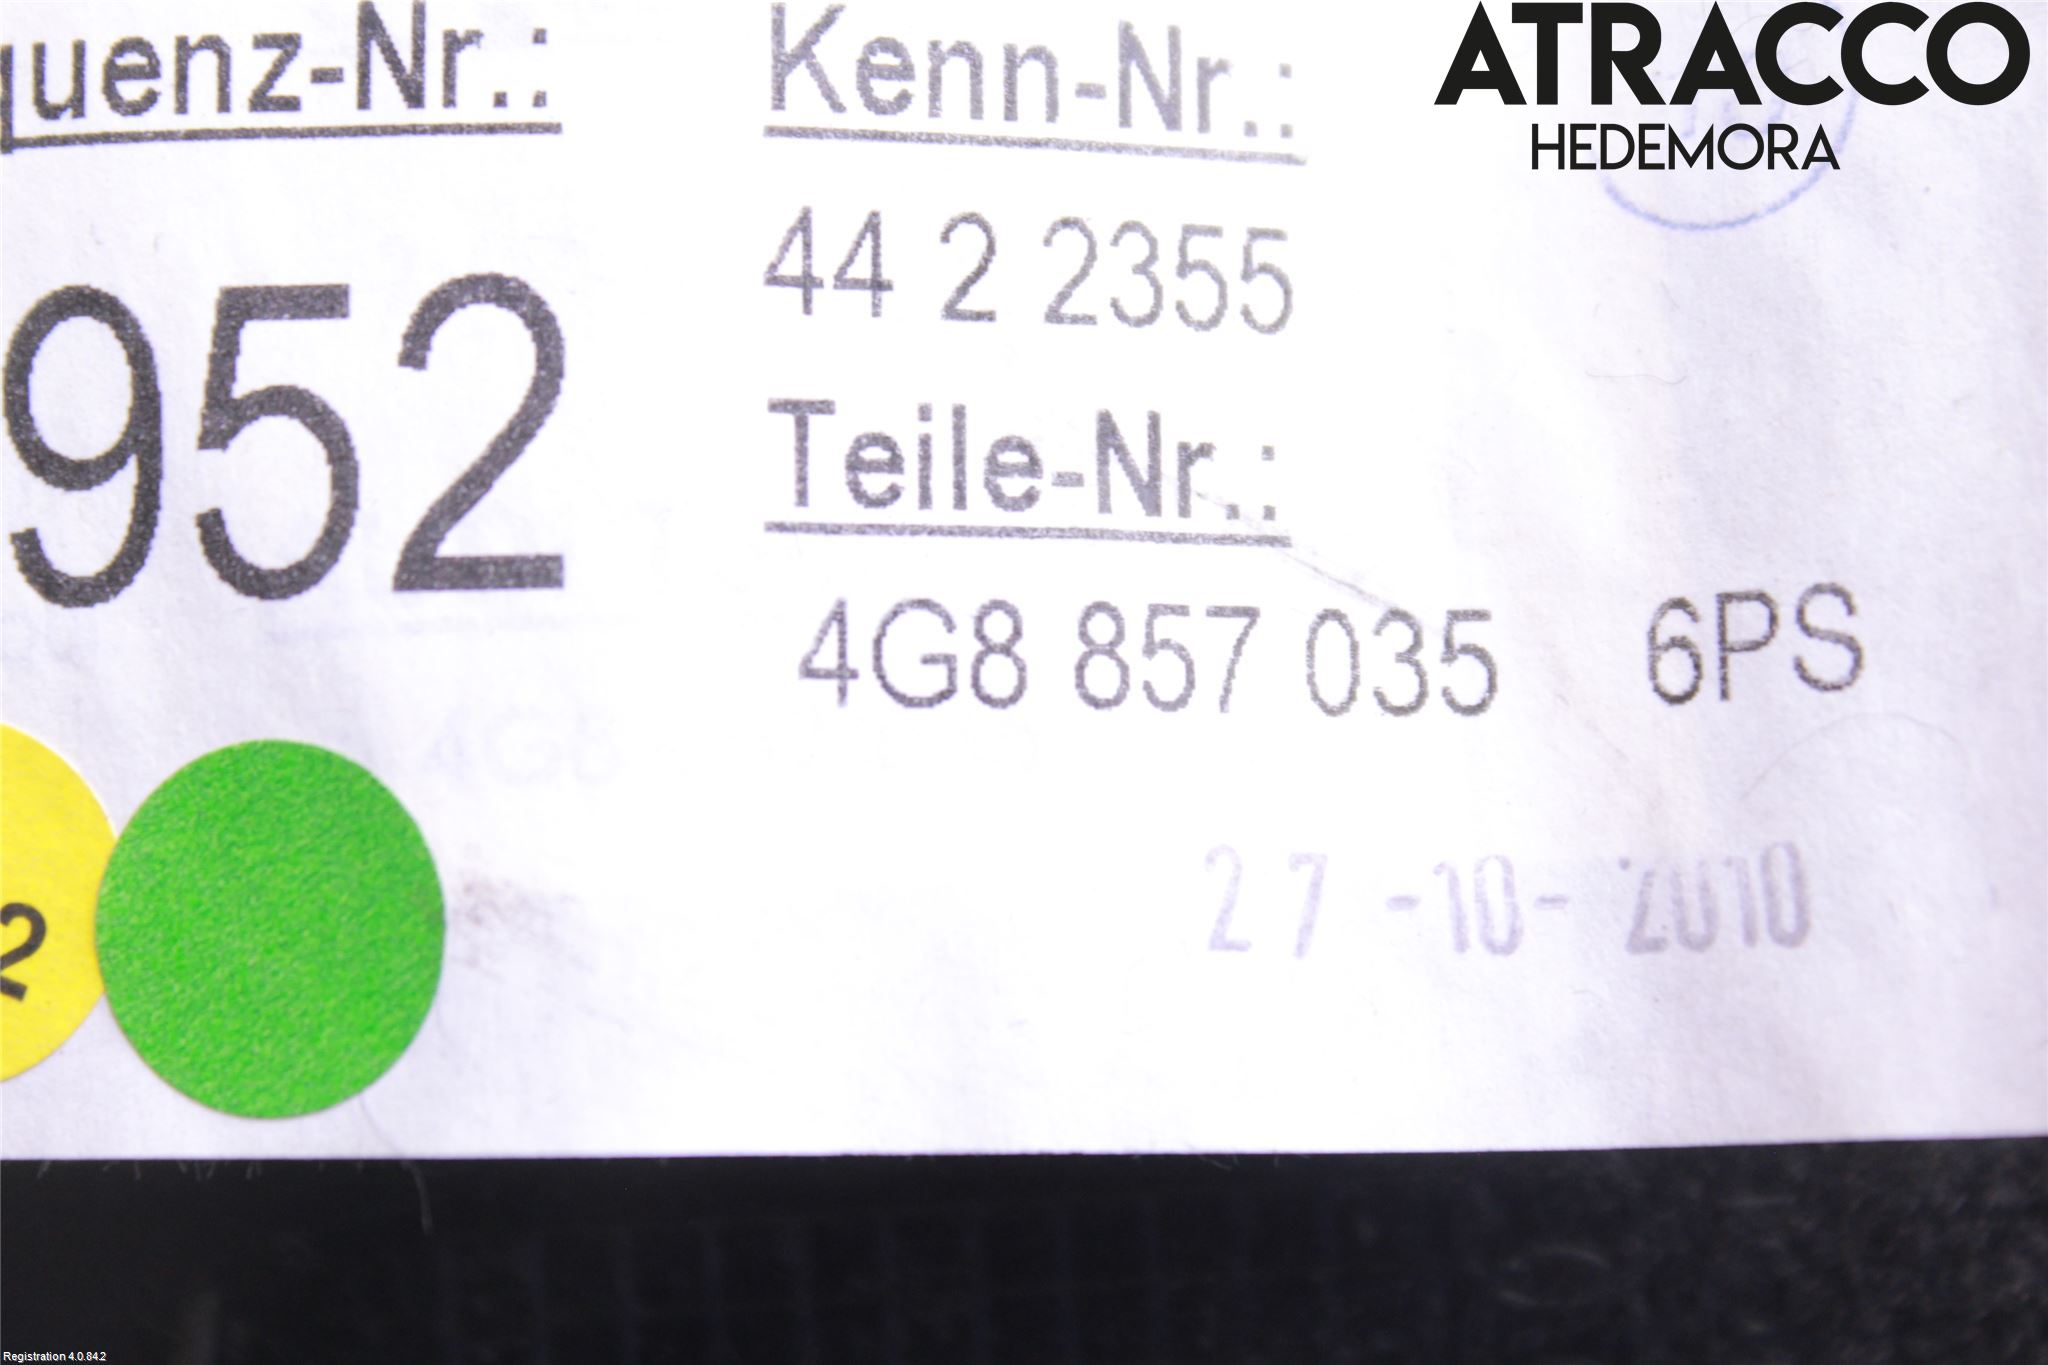 quenz-Nr.:
Kenn-Nr.:
ATRACCO
HEDEMORA
44 2 2355
952
Teile-Nr.:
4G8 857 035 6PS
2
27 -10- 2010
Registration 4.0.84.2